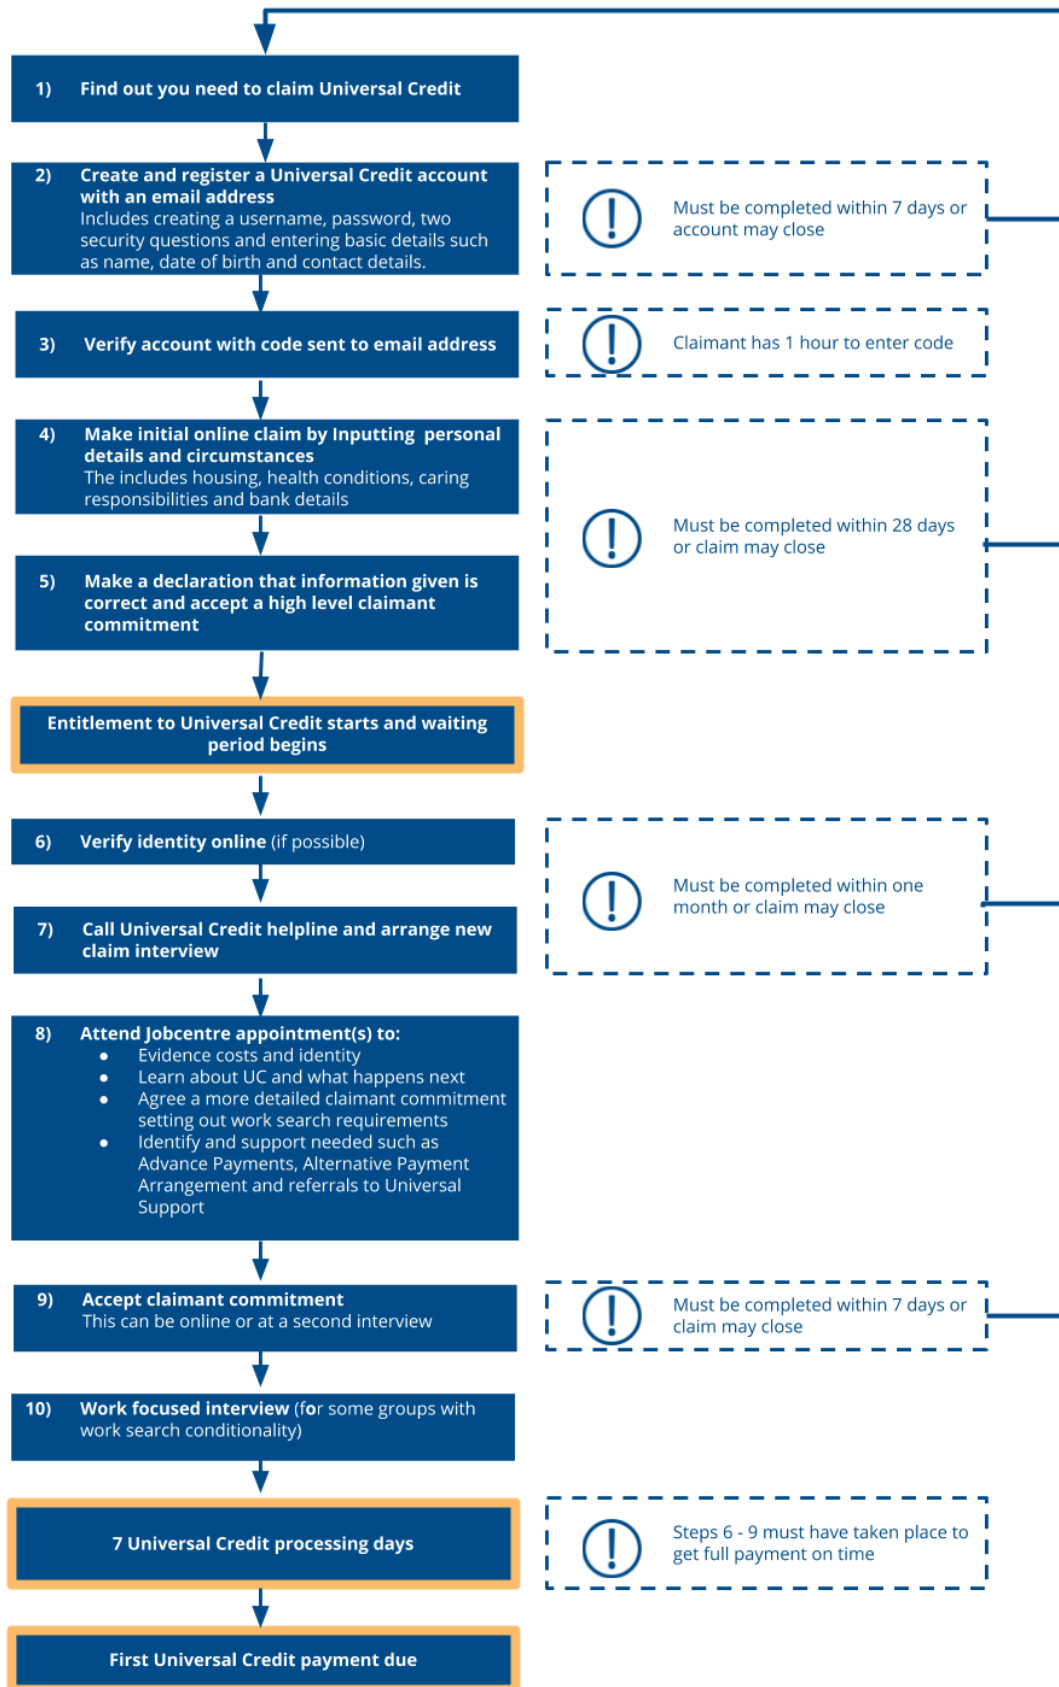 1) Find out you need to claim Universal Credit
2) Create and register a Universal Credit account
with an email address
Includes creating a username, password, two
security questions and entering basic details such
as name, date of birth and contact details.
Must be completed within 7 days or
account may close
3) Verify account with code sent to email address
Claimant has 1 hour to enter code
4) Make initial online claim by Inputting personal
details and circumstances
The includes housing, health conditions, caring
responsibilities and bank details
Must be completed within 28 days
or claim may close
5) Make a declaration that information given is
correct and accept a high level claimant
commitment
Entitlement to Universal Credit starts and waiting
period begins
6) Verify identity online (if possible)
Must be completed within one
month or claim may close
7) Call Universal Credit helpline and arrange new
claim interview
8) Attend Jobcentre appointment(s) to:
● Evidence costs and identity
● Learn about UC and what happens next
● Agree a more detailed claimant commitment
setting out work search requirements
● Identify and support needed such as
Advance Payments, Alternative Payment
Arrangement and referrals to Universal
Support
9) Accept claimant commitment
This can be online or at a second interview
Must be completed within 7 days or
claim may close
10) Work focused interview (for some groups with
work search conditionality)
7 Universal Credit processing days
Steps 6 - 9 must have taken place to
get full payment on time
First Universal Credit payment due